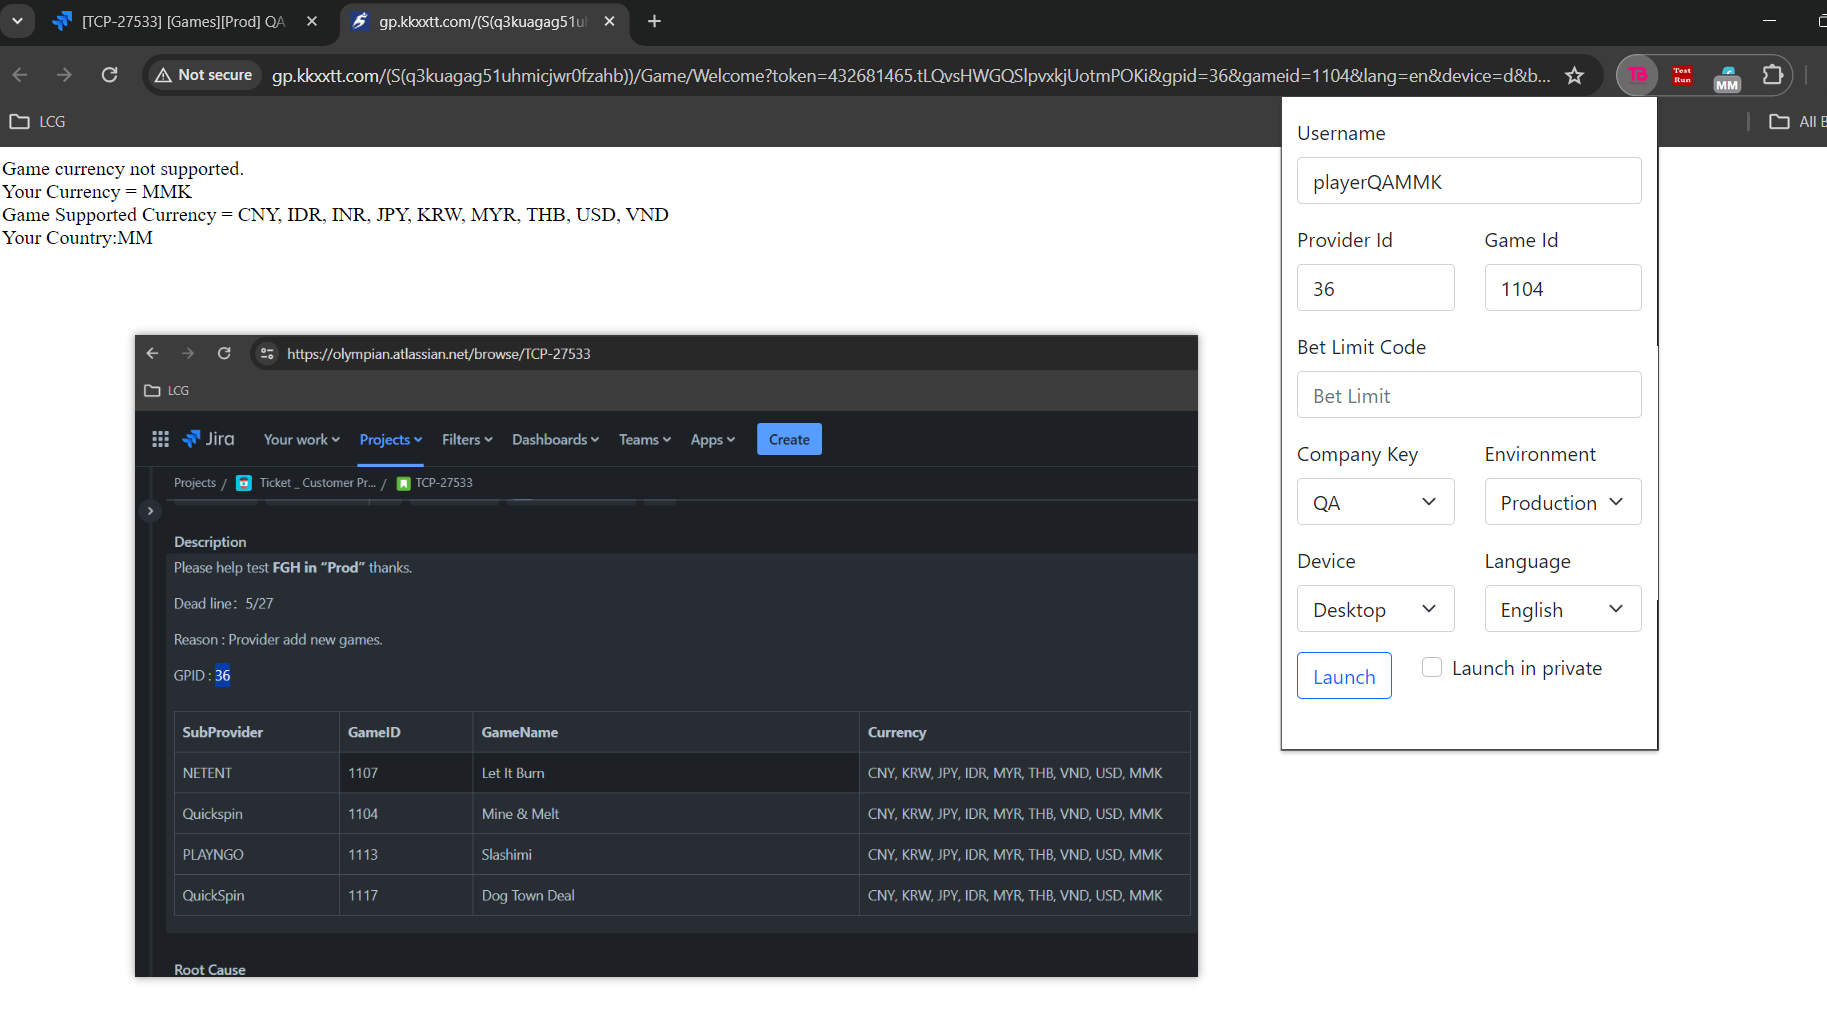 [TCP-27533] [Games][Prod] QA
gp.kkxxtt.com/(S(q3kuagag51uh
Not secure
gp.kkxxtt.com/(S(q3kuagag51uhmicjwr0fzahb))/Game/Welcome?token=432681465.tLQvsHWGQSlpvxkjUotmPOKi&gpid=36&gameid=1104&lang=en&device=d&b...
TB
Test Run
MM
LCG
All B
Game currency not supported.
Your Currency = MMK
Game Supported Currency = CNY, IDR, INR, JPY, KRW, MYR, THB, USD, VND
Your Country:MM
Username
playerQAMMK
Provider Id
Game Id
36
1104
Bet Limit Code
Bet Limit
Company Key
Environment
QA
Production
Device
Language
Desktop
English
Launch
Launch in private
https://olympian.atlassian.net/browse/TCP-27533
LCG
Jira
Your work
Projects
Filters
Dashboards
Teams
Apps
Create
Projects / Ticket _ Customer Pr... / TCP-27533
Description
Please help test FGH in “Prod” thanks.
Dead line：5/27
Reason : Provider add new games.
GPID : 36
SubProvider GameID GameName Currency
NETENT 1107 Let It Burn CNY, KRW, JPY, IDR, MYR, THB, VND, USD, MMK
Quickspin 1104 Mine & Melt CNY, KRW, JPY, IDR, MYR, THB, VND, USD, MMK
PLAYNGO 1113 Slashimi CNY, KRW, JPY, IDR, MYR, THB, VND, USD, MMK
QuickSpin 1117 Dog Town Deal CNY, KRW, JPY, IDR, MYR, THB, VND, USD, MMK
Root Cause